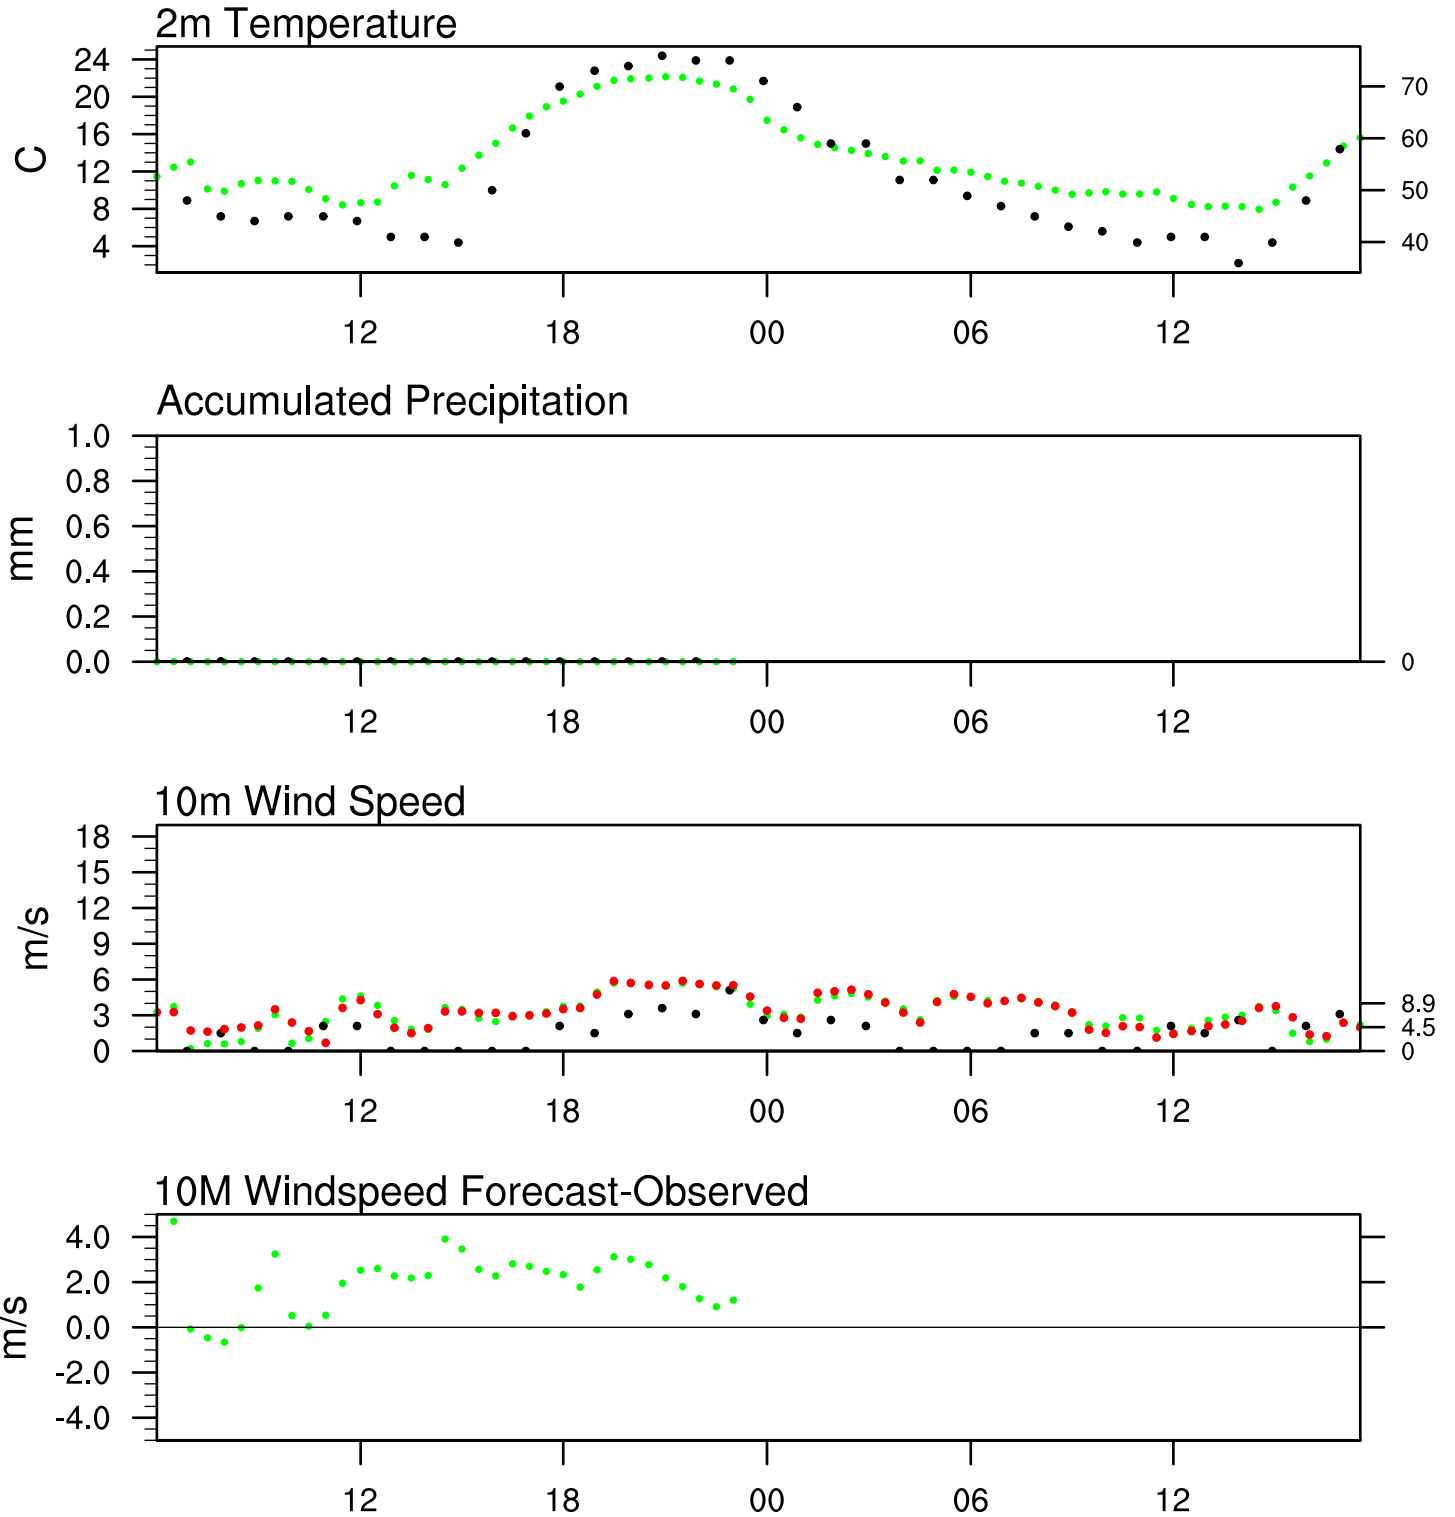 2m Temperature
24
20
16
12
8
4
C
70
60
50
40
12 18 00 06 12
Accumulated Precipitation
1.0
0.8
0.6
0.4
0.2
0.0
mm
0
12 18 00 06 12
10m Wind Speed
18
15
12
9
6
3
0
m/s
8.9
4.5
0
12 18 00 06 12
10M Windspeed Forecast-Observed
4.0
2.0
0.0
-2.0
-4.0
m/s
12 18 00 06 12